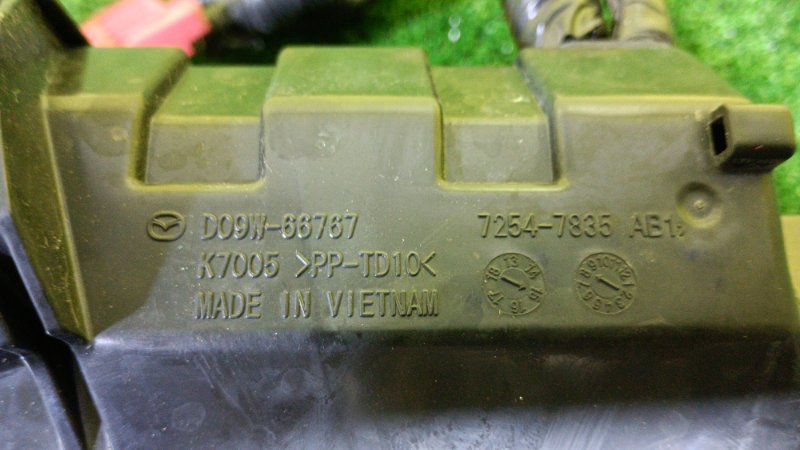 D09W-66767 7254-7835 AB1
K7005 >PP-TD10<
MADE IN VIETNAM